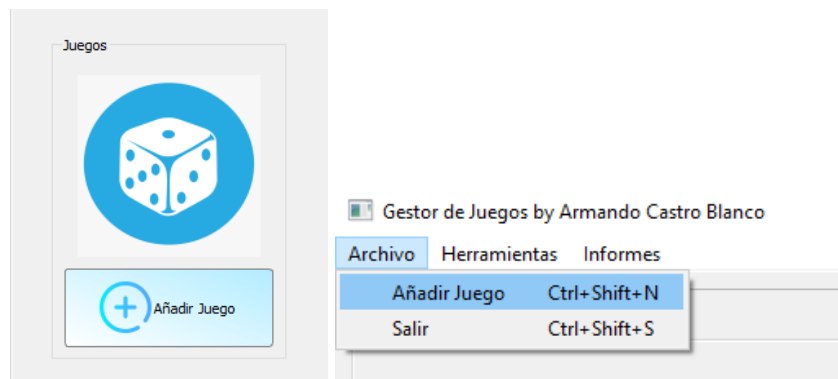 Juegos
Añadir Juego
Gestor de Juegos by Armando Castro Blanco
Archivo Herramientas Informes
Añadir Juego Ctrl+Shift+N
Salir Ctrl+Shift+S